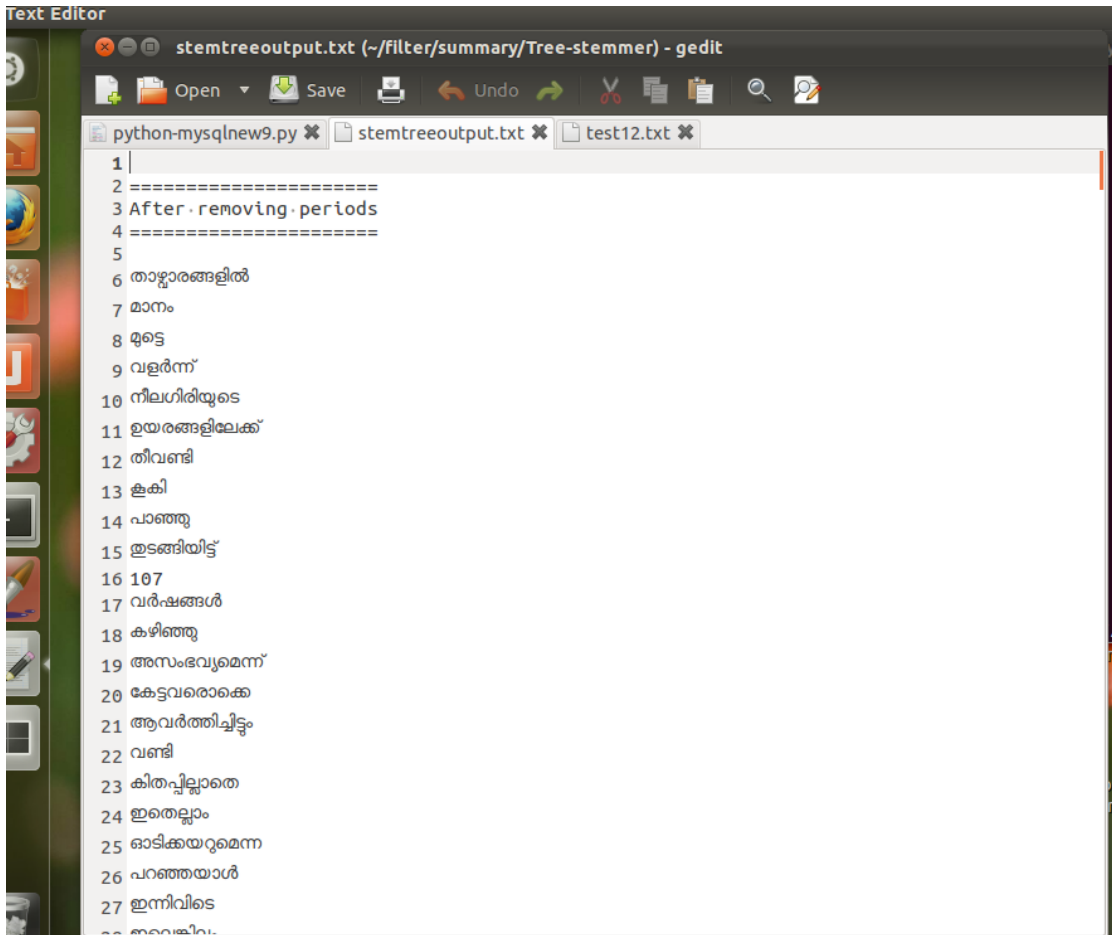 Text Editor
stemtreeoutput.txt (~/filter/summary/Tree-stemmer) - gedit
Open Save Undo
python-mysqlnew9.py stemtreeoutput.txt test12.txt
1
2 ======================
3 After·removing·periods
4 ======================
5
6 താഴ്വാരങ്ങളിൽ
7 മാനം
8 മുട്ടെ
9 വളർന്ന്
10 നീലഗിരിയുടെ
11 ഉയരങ്ങളിലേക്ക്
12 തീവണ്ടി
13 കൂകി
14 പാഞ്ഞു
15 തുടങ്ങിയിട്ട്
16 107
17 വർഷങ്ങൾ
18 കഴിഞ്ഞു
19 അസംഭവ്യമെന്ന്
20 കേട്ടവരൊക്കെ
21 ആവർത്തിച്ചിട്ടും
22 വണ്ടി
23 കിതപ്പില്ലാതെ
24 ഇതെല്ലാം
25 ഓടിക്കയറുമെന്ന
26 പറഞ്ഞയാൾ
27 ഇന്നിവിടെ